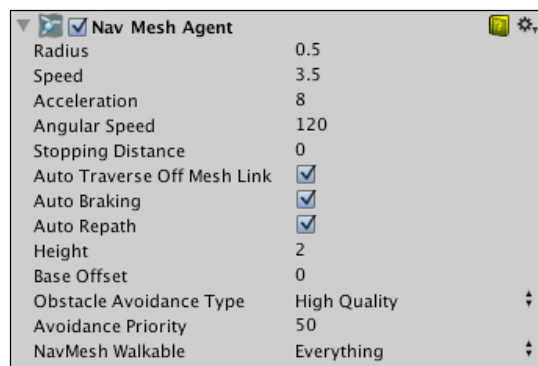 Nav Mesh Agent
Radius 0.5
Speed 3.5
Acceleration 8
Angular Speed 120
Stopping Distance 0
Auto Traverse Off Mesh Link
Auto Braking
Auto Repath
Height 2
Base Offset 0
Obstacle Avoidance Type High Quality
Avoidance Priority 50
NavMesh Walkable Everything